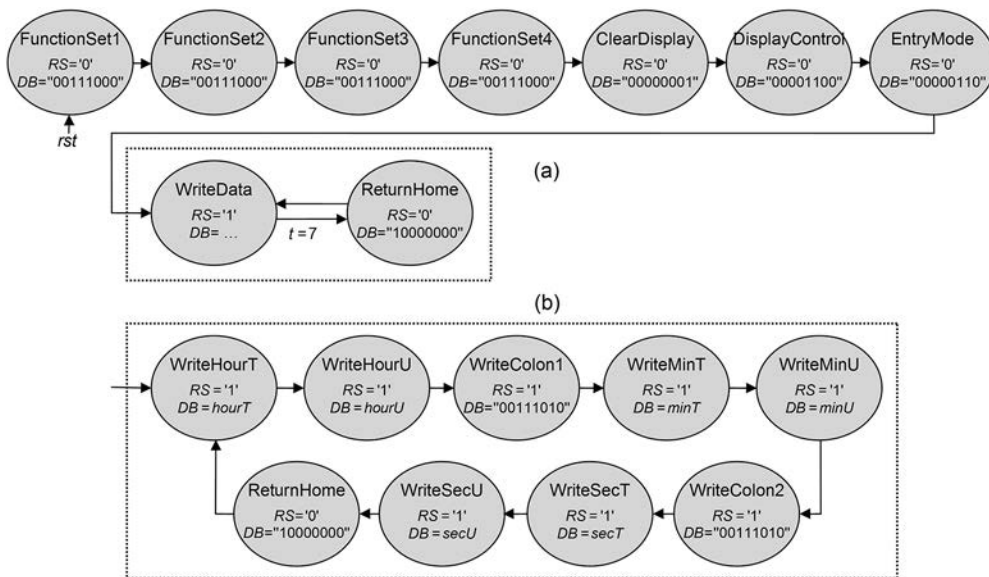 FunctionSet1
RS='0'
DB="00111000"
FunctionSet2
RS='0'
DB="00111000"
FunctionSet3
RS='0'
DB="00111000"
FunctionSet4
RS='0'
DB="00111000"
ClearDisplay
RS='0'
DB="00000001"
DisplayControl
RS='0'
DB="00001100"
EntryMode
RS='0'
DB="00000110"
rst
(a)
WriteData
RS='1'
DB= ...
t=7
ReturnHome
RS='0'
DB="10000000"
(b)
WriteHourT
RS='1'
DB=hourT
WriteHourU
RS='1'
DB=hourU
WriteColon1
RS='1'
DB="00111010"
WriteMinT
RS='1'
DB=minT
WriteMinU
RS='1'
DB=minU
ReturnHome
RS='0'
DB="10000000"
WriteSecU
RS='1'
DB=secU
WriteSecT
RS='1'
DB=secT
WriteColon2
RS='1'
DB="00111010"